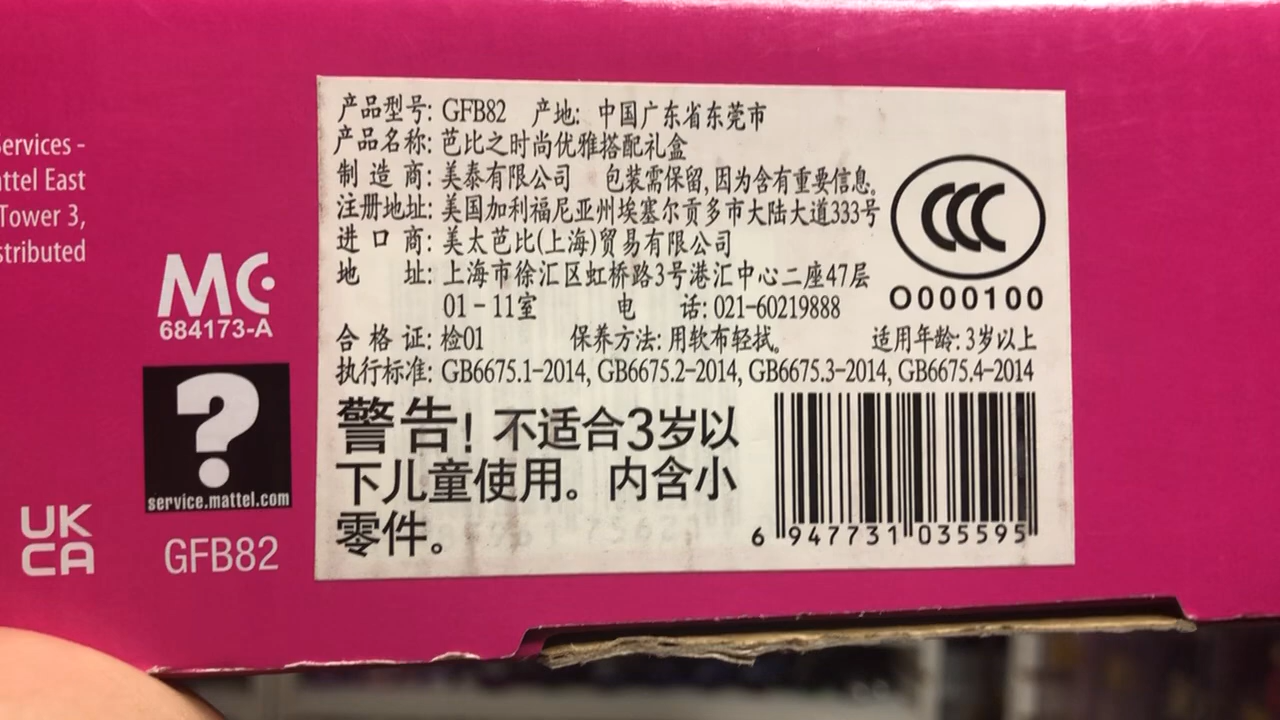 ervices -
ttel East
Tower 3,
stributed
MC
684173-A
?
service.mattel.com
UK
CA
GFB82
产品型号: GFB82 产地: 中国广东省东莞市
产品名称: 芭比之时尚优雅搭配礼盒
制 造 商: 美泰有限公司 包装需保留,因为含有重要信息。
注册地址: 美国加利福尼亚州埃塞尔贡多市大陆大道333号
进 口 商: 美太芭比(上海)贸易有限公司
地 址: 上海市徐汇区虹桥路3号港汇中心二座47层
01-11室 电 话: 021-60219888
合 格 证: 检01 保养方法: 用软布轻拭。 适用年龄: 3岁以上
执行标准: GB6675.1-2014, GB6675.2-2014, GB6675.3-2014, GB6675.4-2014
CCC
O000100
警告! 不适合3岁以
下儿童使用。内含小
零件。
6 947731 035595